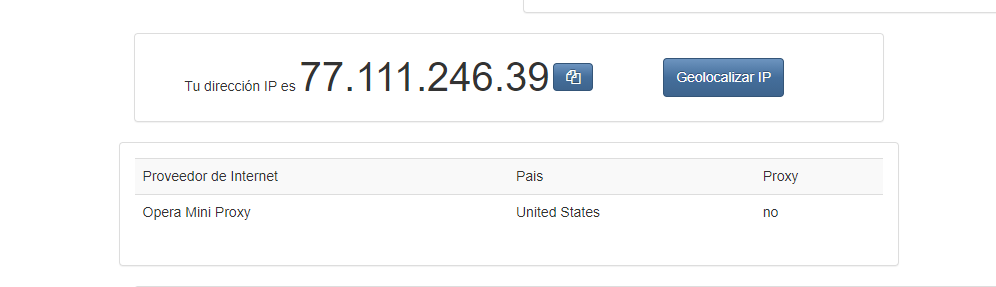 Tu dirección IP es 77.111.246.39
Geolocalizar IP
Proveedor de Internet Pais Proxy
Opera Mini Proxy United States no